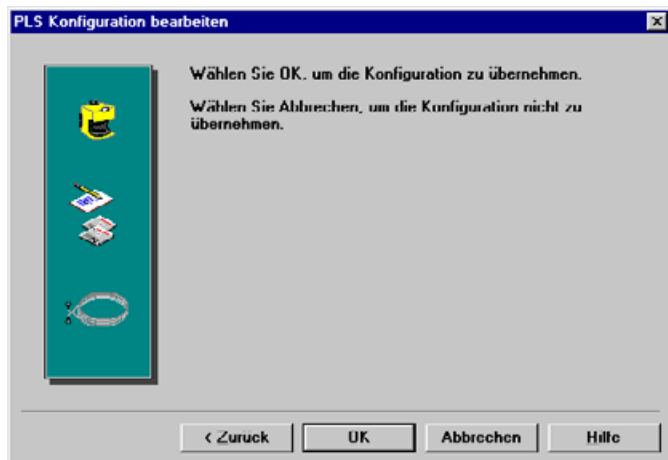 PLS Konfiguration bearbeiten
Wählen Sie OK, um die Konfiguration zu übernehmen.
Wählen Sie Abbrechen, um die Konfiguration nicht zu
übernehmen.
< Zurück
OK
Abbrechen
Hilfe